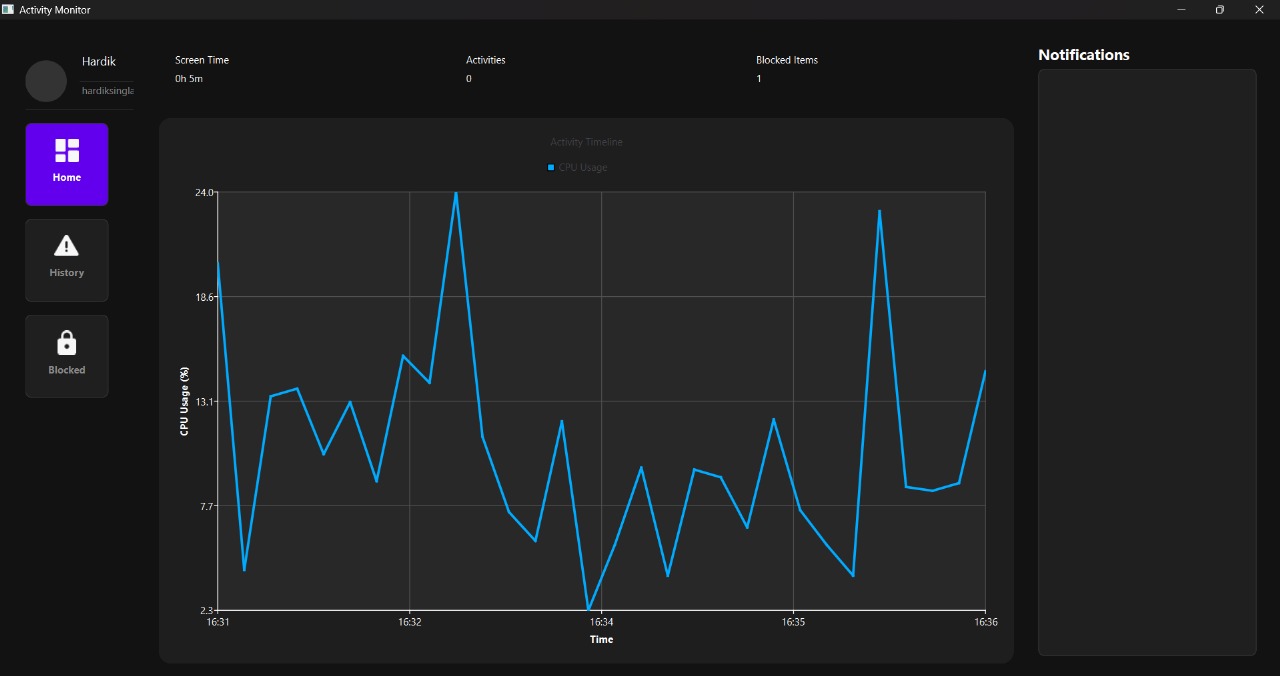 Activity Monitor
Hardik
hardiksingla
Home
History
Blocked
Screen Time
0h 5m
Activities
0
Blocked Items
1
Activity Timeline
CPU Usage
24.0
18.6
13.1
7.7
2.3
CPU Usage (%)
16:31
16:32
16:34
16:35
16:36
Time
Notifications